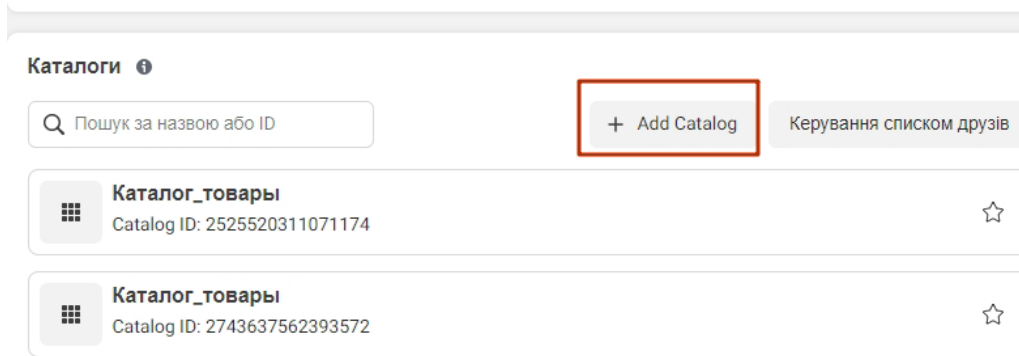 Каталоги
Пошук за назвою або ID
+ Add Catalog
Керування списком друзів
Каталог_товары
Catalog ID: 2525520311071174
Каталог_товары
Catalog ID: 2743637562393572